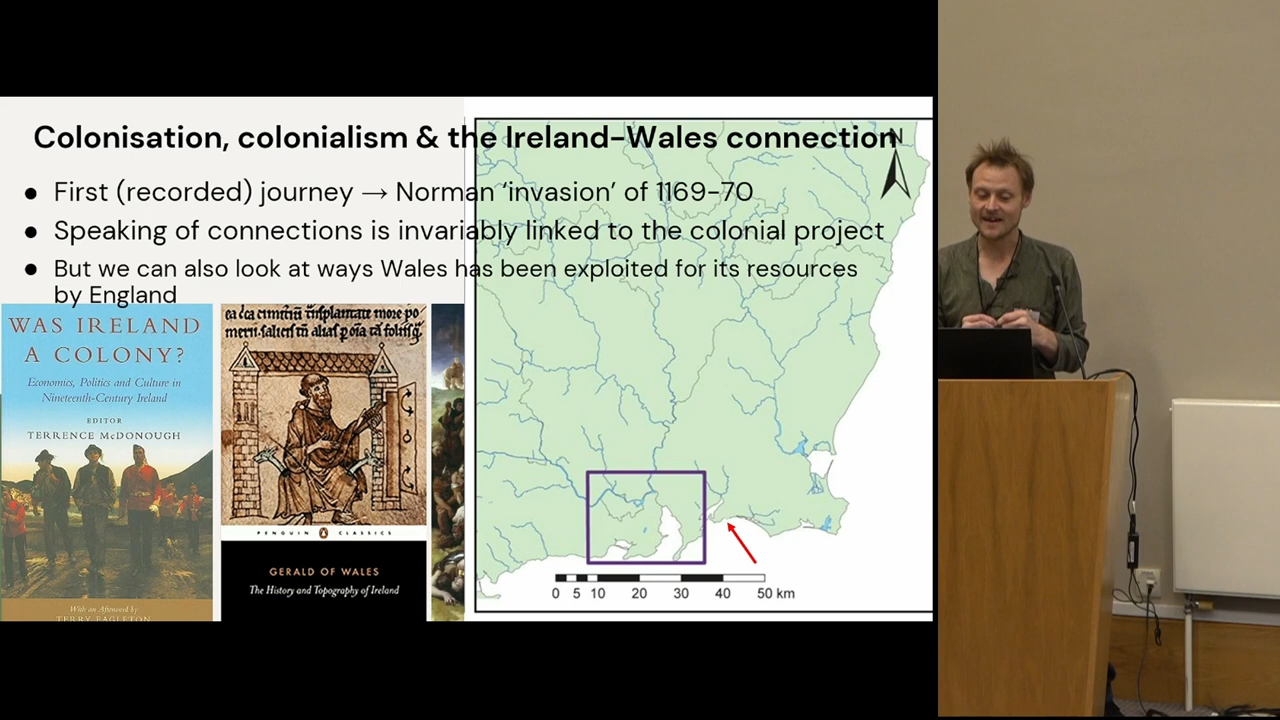 Colonisation, colonialism & the Ireland-Wales connection
N
● First (recorded) journey → Norman ‘invasion’ of 1169-70
● Speaking of connections is invariably linked to the colonial project
● But we can also look at ways Wales has been exploited for its resources
by England
WAS IRELAND
A COLONY?
Economics, Politics and Culture in
Nineteenth-Century Ireland
EDITOR
TERRENCE McDONOUGH
With an Afterword by
TERRY EAGLETON
PENGUIN CLASSICS
GERALD OF WALES
The History and Topography of Ireland
0 5 10 20 30 40 50 km